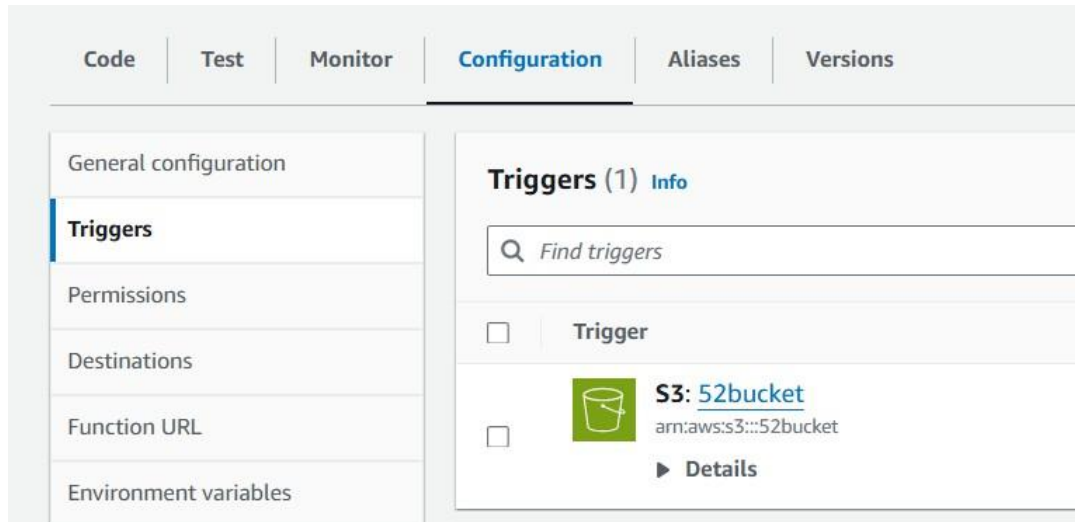 Code Test Monitor Configuration Aliases Versions
General configuration
Triggers
Permissions
Destinations
Function URL
Environment variables
Triggers (1) Info
Find triggers
Trigger
S3: 52bucket
arn:aws:s3:::52bucket
Details